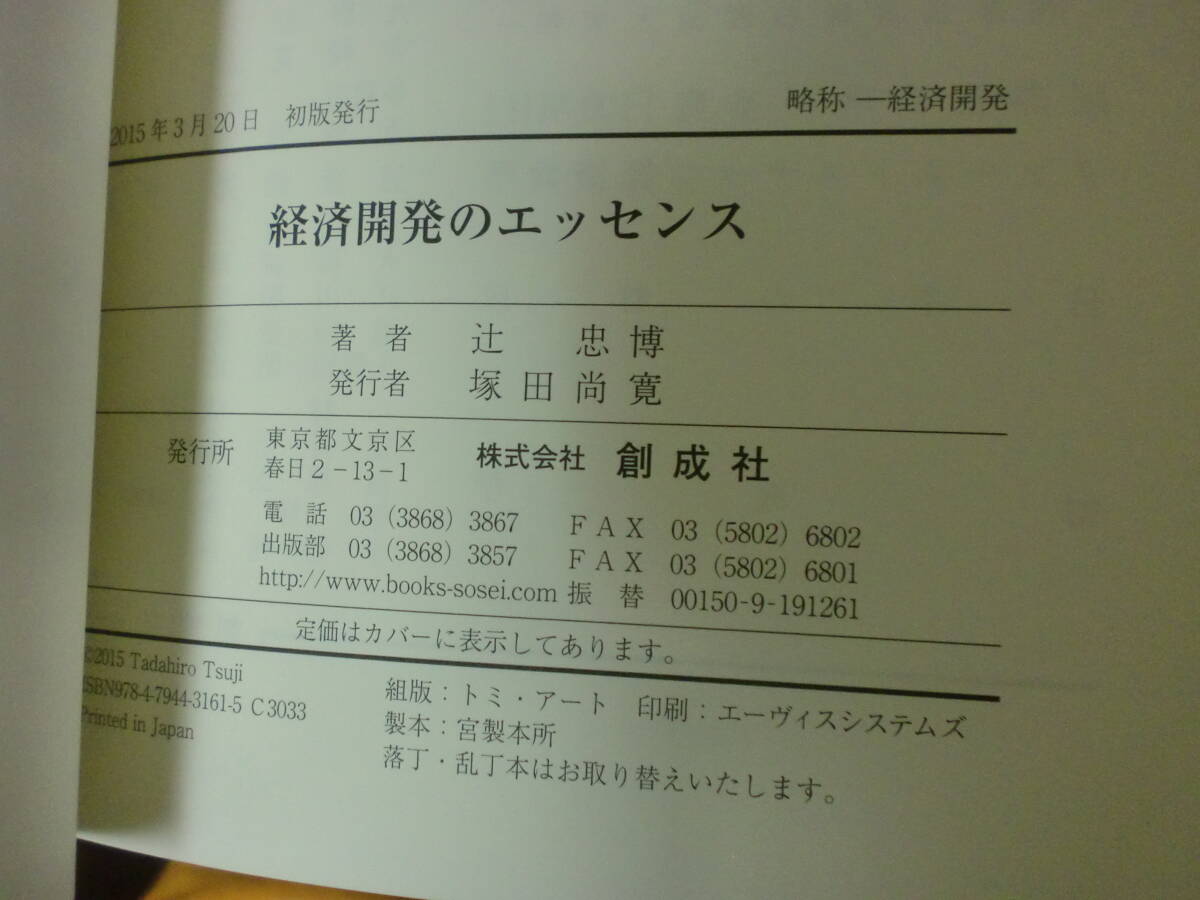 2015年3月20日　初版発行　略称 ―経済開発
経済開発のエッセンス
著　者　辻　　忠博
発行者　塚田尚寛
発行所　東京都文京区　株式会社　創成社
春日2－13－1
電　話　03（3868）3867　ＦＡＸ　03（5802）6802
出版部　03（3868）3857　ＦＡＸ　03（5802）6801
http://www.books-sosei.com　振　替　00150-9-191261
定価はカバーに表示してあります。
©2015 Tadahiro Tsuji
ISBN978-4-7944-3161-5 C3033
Printed in Japan
組版：トミ・アート　印刷：エーヴィスシステムズ
製本：宮製本所
落丁・乱丁本はお取り替えいたします。